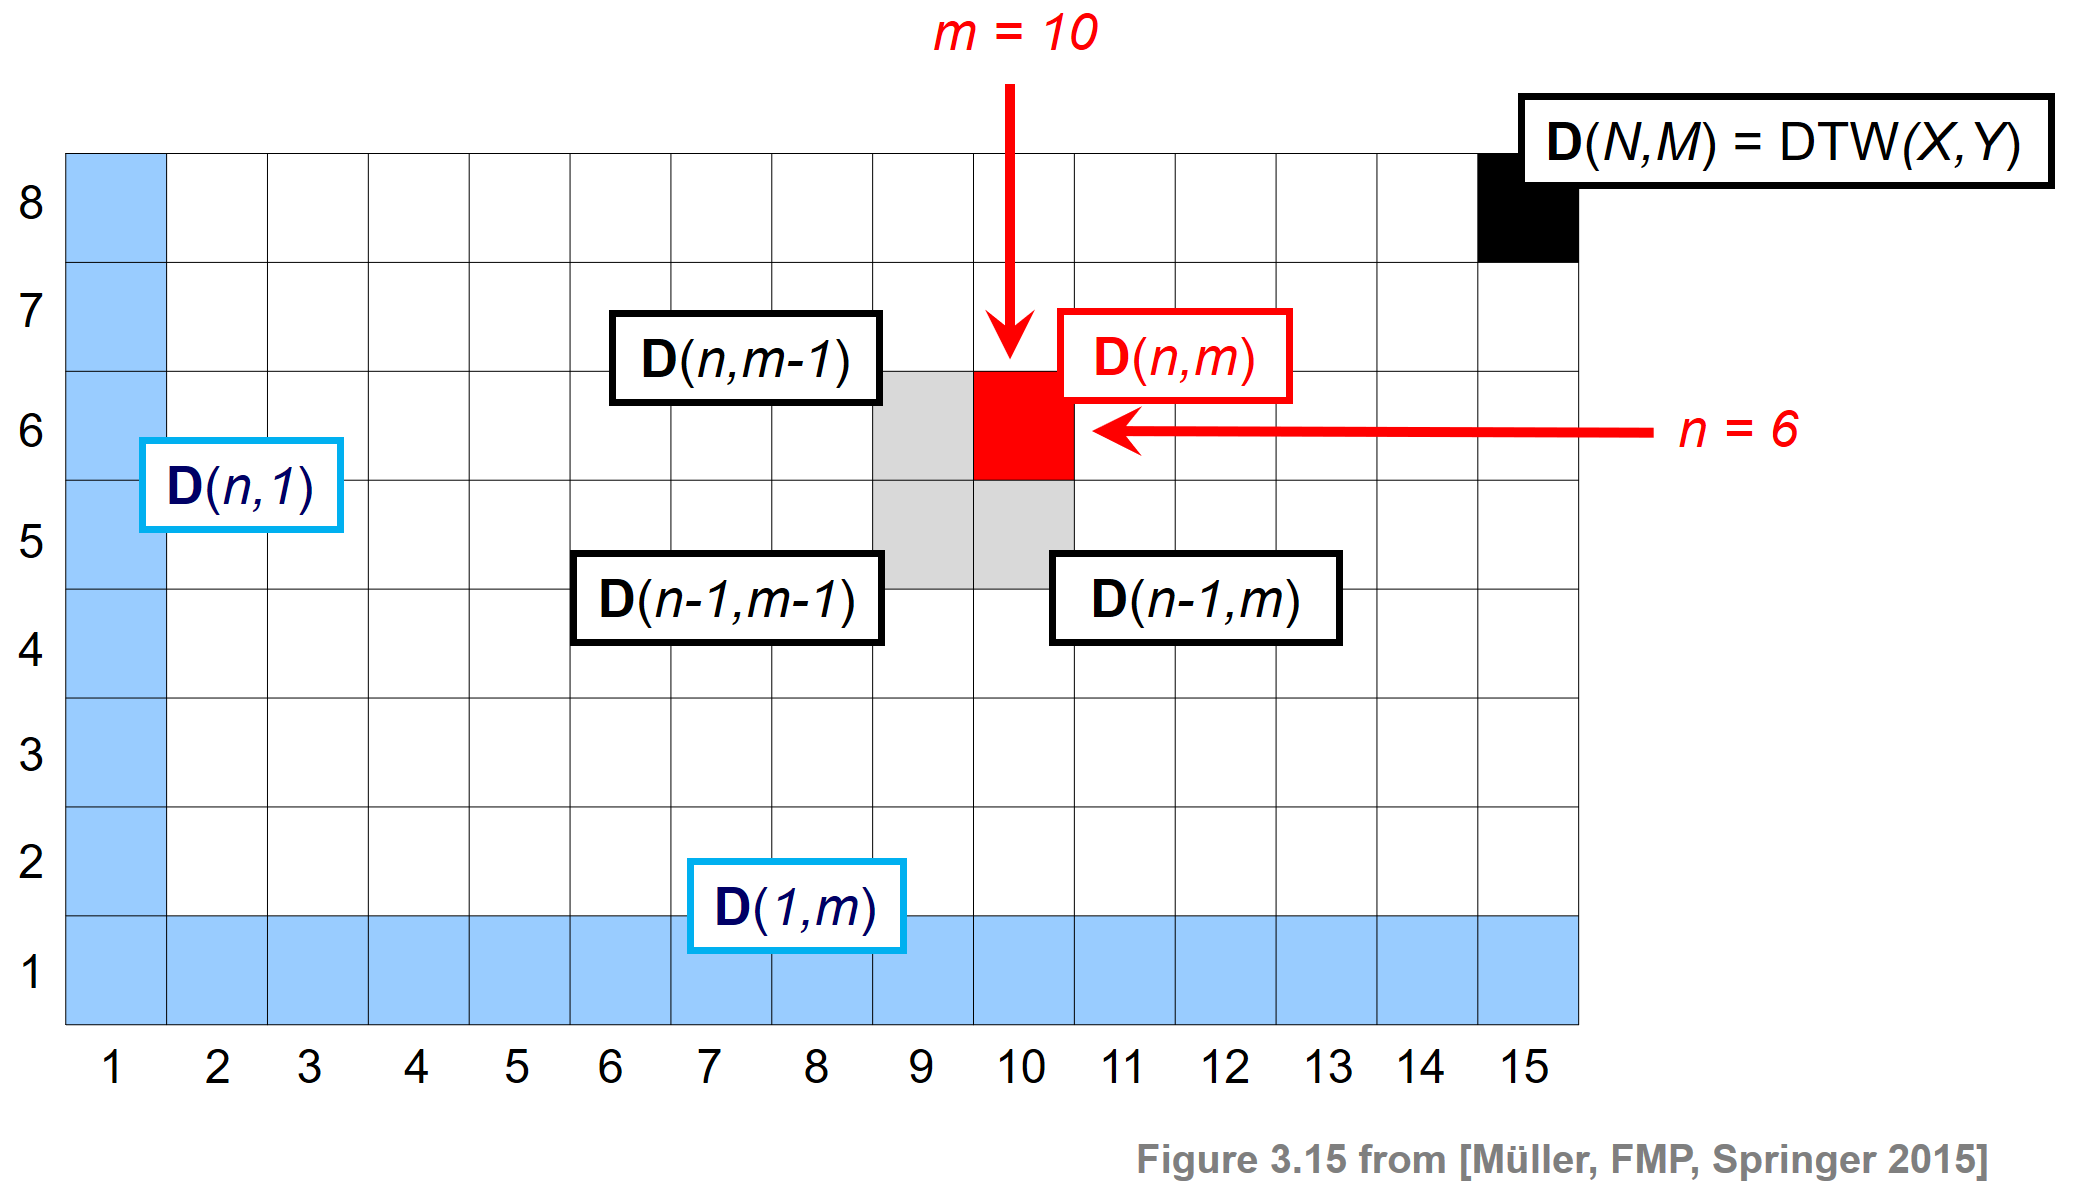 m = 10
D(N,M) = DTW(X,Y)
8
7
D(n,m-1)
D(n,m)
6
n = 6
D(n,1)
5
D(n-1,m-1)
D(n-1,m)
4
3
2
D(1,m)
1
1 2 3 4 5 6 7 8 9 10 11 12 13 14 15
Figure 3.15 from [Müller, FMP, Springer 2015]